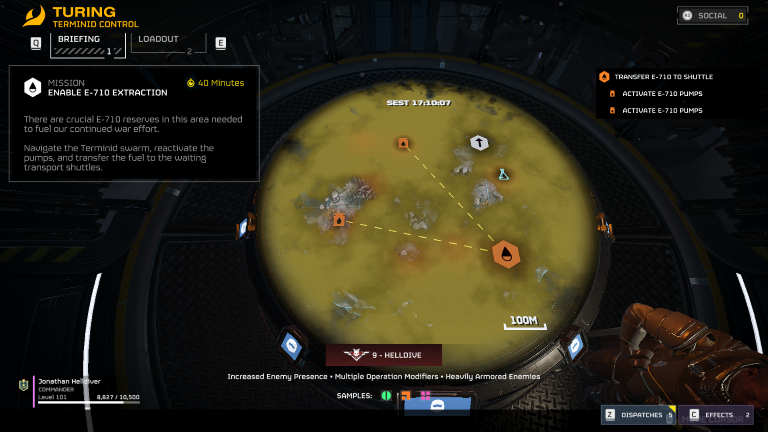 TURING
TERMINID CONTROL
SOCIAL 0
Q
BRIEFING
1
LOADOUT
2
E
MISSION
ENABLE E-710 EXTRACTION
40 Minutes
There are crucial E-710 reserves in this area needed
to fuel our continued war effort.
Navigate the Terminid swarm, reactivate the
pumps, and transfer the fuel to the waiting
transport shuttles.
TRANSFER E-710 TO SHUTTLE
ACTIVATE E-710 PUMPS
ACTIVATE E-710 PUMPS
SEST 17:10:07
100M
9 - HELLDIVE
Increased Enemy Presence • Multiple Operation Modifiers • Heavily Armored Enemies
SAMPLES:
Jonathan Helldiver
COMMANDER
Level 101
8,827 / 10,500
Z
DISPATCHES 5
C
EFFECTS 2